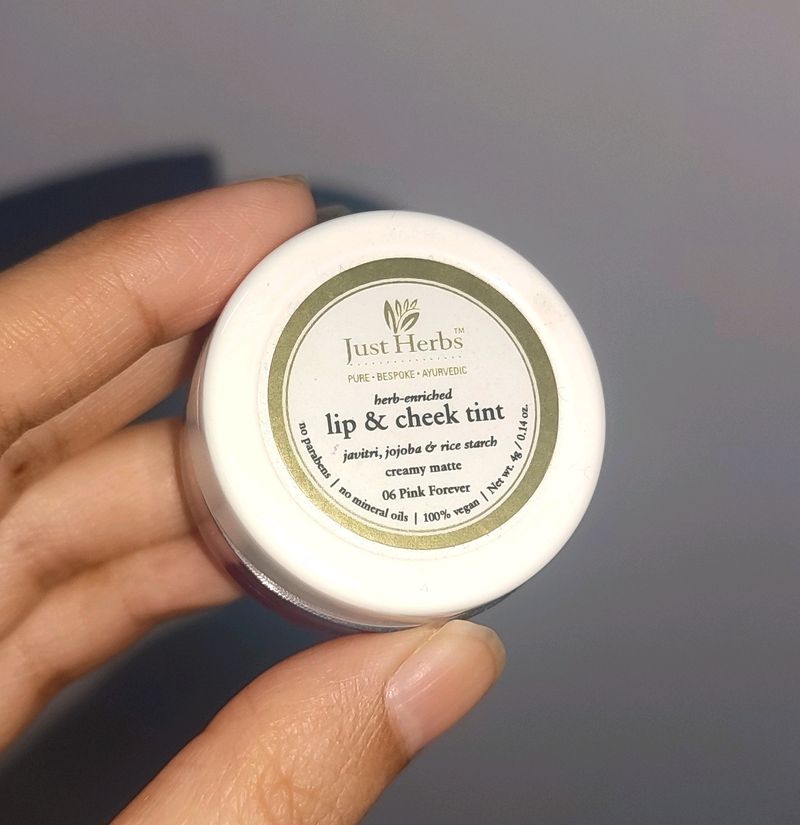 Just Herbs™
PURE • BESPOKE • AYURVEDIC
herb-enriched
lip & cheek tint
javitri, jojoba & rice starch
creamy matte
06 Pink Forever
no parabens | no mineral oils | 100% vegan | Net wt. 4g / 0.14 oz.